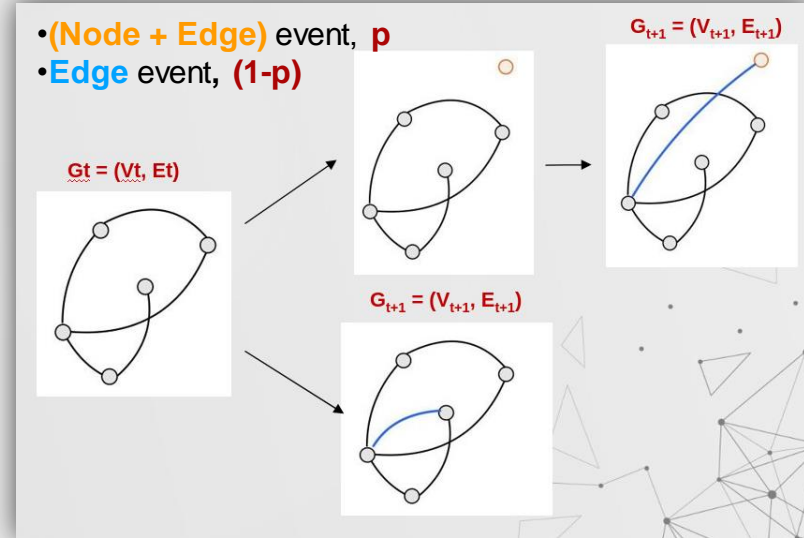 •(Node + Edge) event, p
•Edge event, (1-p)
Gt = (Vt, Et)
Gt+1 = (Vt+1, Et+1)
Gt+1 = (Vt+1, Et+1)